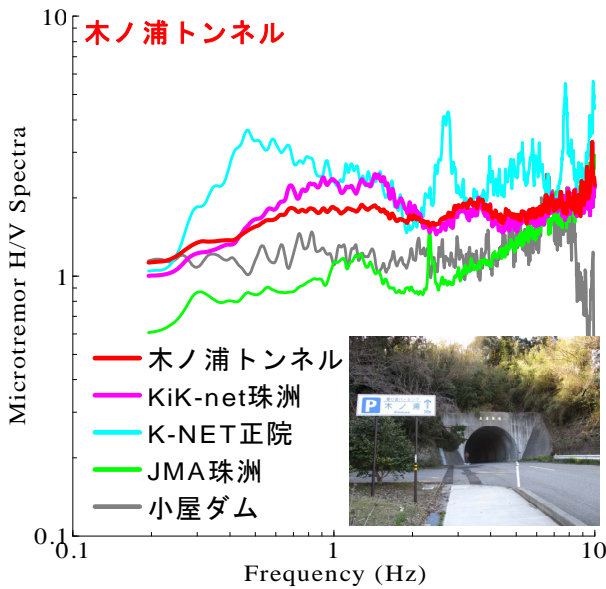 木ノ浦トンネル
10
1
0.1
Microtremor H/V Spectra
木ノ浦トンネル
KiK-net珠洲
K-NET正院
JMA珠洲
小屋ダム
P 木ノ浦
0.1
1
10
Frequency (Hz)